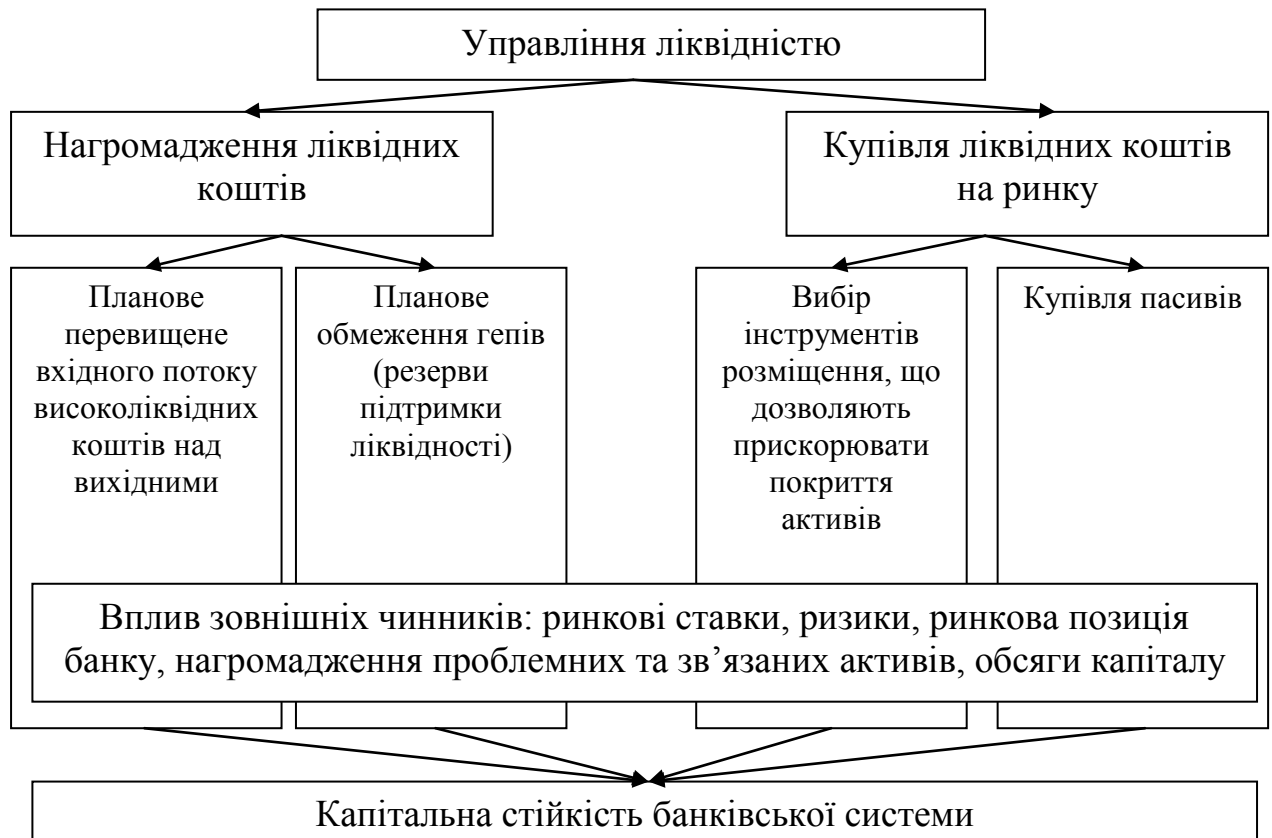 Управління ліквідністю
Нагромадження ліквідних
коштів
Купівля ліквідних коштів
на ринку
Планове
перевищене
вхідного потоку
високоліквідних
коштів над
вихідними
Планове
обмеження гепів
(резерви
підтримки
ліквідності)
Вибір
інструментів
розміщення, що
дозволяють
прискорювати
покриття
активів
Купівля пасивів
Вплив зовнішніх чинників: ринкові ставки, ризики, ринкова позиція
банку, нагромадження проблемних та зв’язаних активів, обсяги капіталу
Капітальна стійкість банківської системи